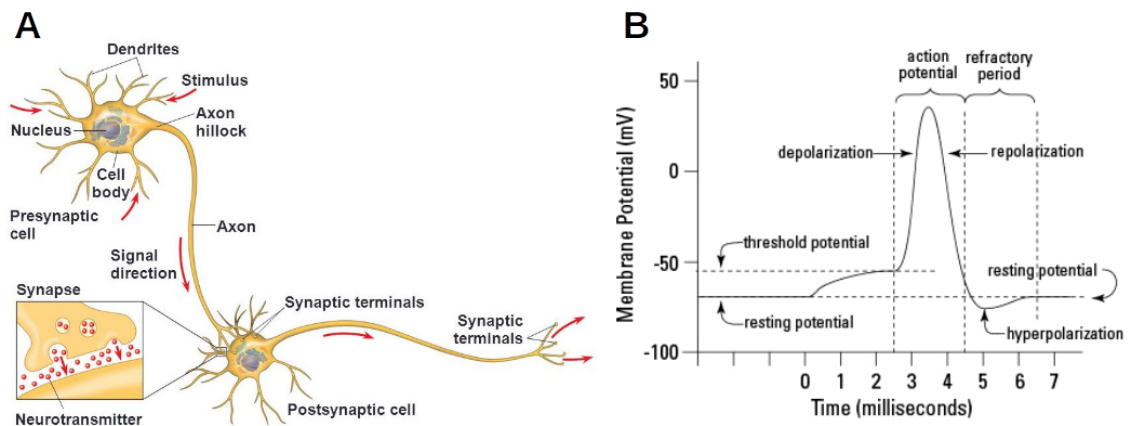 A
Dendrites
Stimulus
Axon
hillock
Nucleus
Cell
body
Presynaptic
cell
Axon
Signal
direction
Synapse
Synaptic terminals
Synaptic
terminals
Neurotransmitter
Postsynaptic cell
B
action
potential
refractory
period
Membrane Potential (mV)
50
0
-50
-100
depolarization
repolarization
threshold potential
resting potential
resting potential
hyperpolarization
0 1 2 3 4 5 6 7
Time (milliseconds)